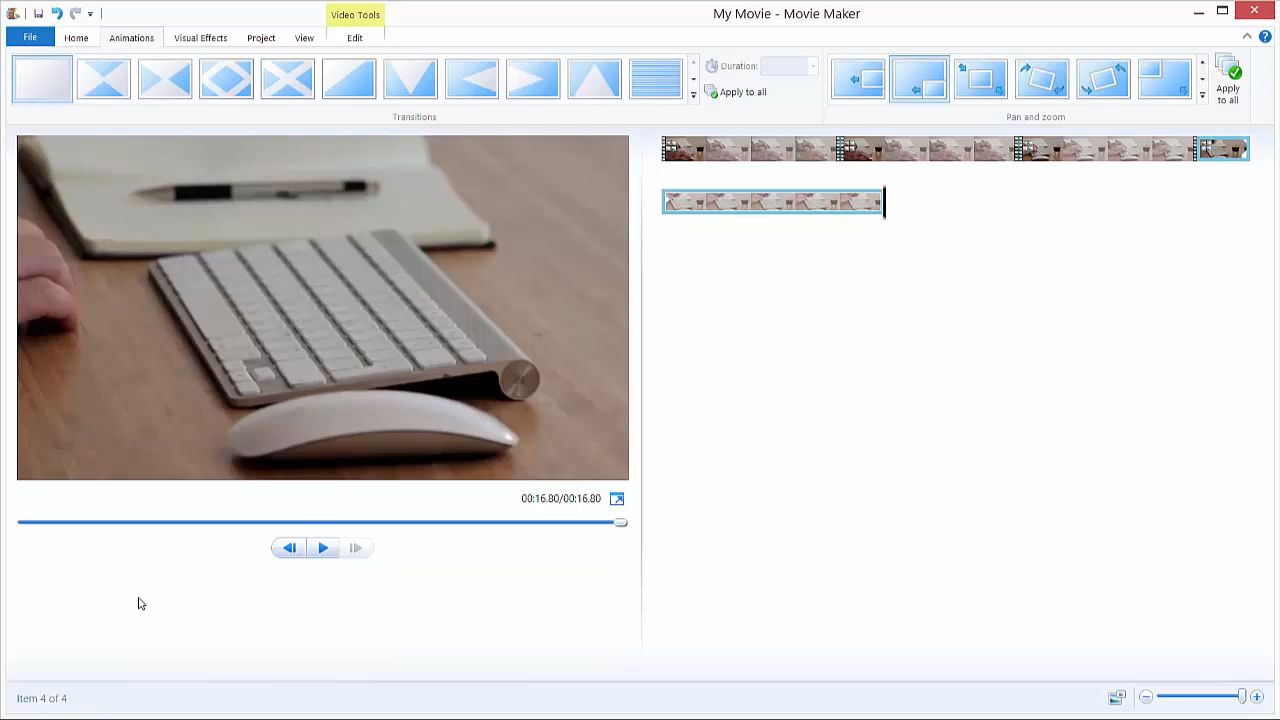 My Movie - Movie Maker
Video Tools
File
Home
Animations
Visual Effects
Project
View
Edit
Duration:
Apply to all
Apply
to all
Transitions
Pan and zoom
00:16.80/00:16.80
Item 4 of 4